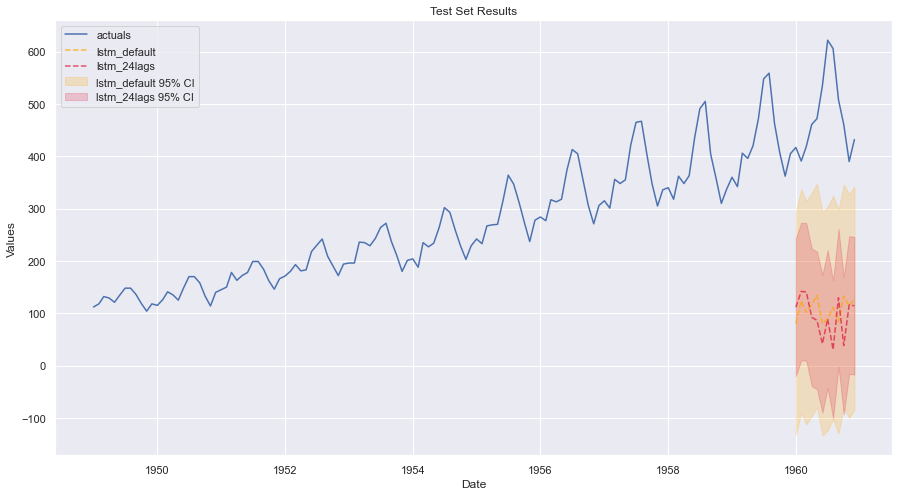 Test Set Results
actuals
lstm_default
lstm_24lags
lstm_default 95% CI
lstm_24lags 95% CI
600
500
400
300
200
100
0
−100
Values
1950
1952
1954
1956
1958
1960
Date